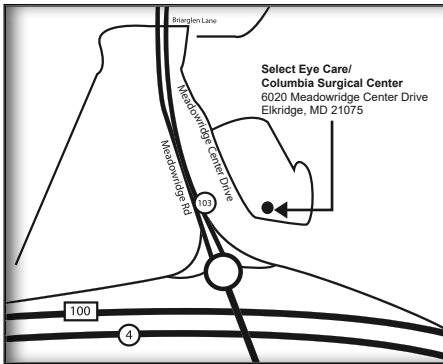 Briarglen Lane
Select Eye Care/
Columbia Surgical Center
6020 Meadowridge Center Drive
Elkridge, MD 21075
Meadowridge Center Drive
Meadowridge Rd
103
100
4